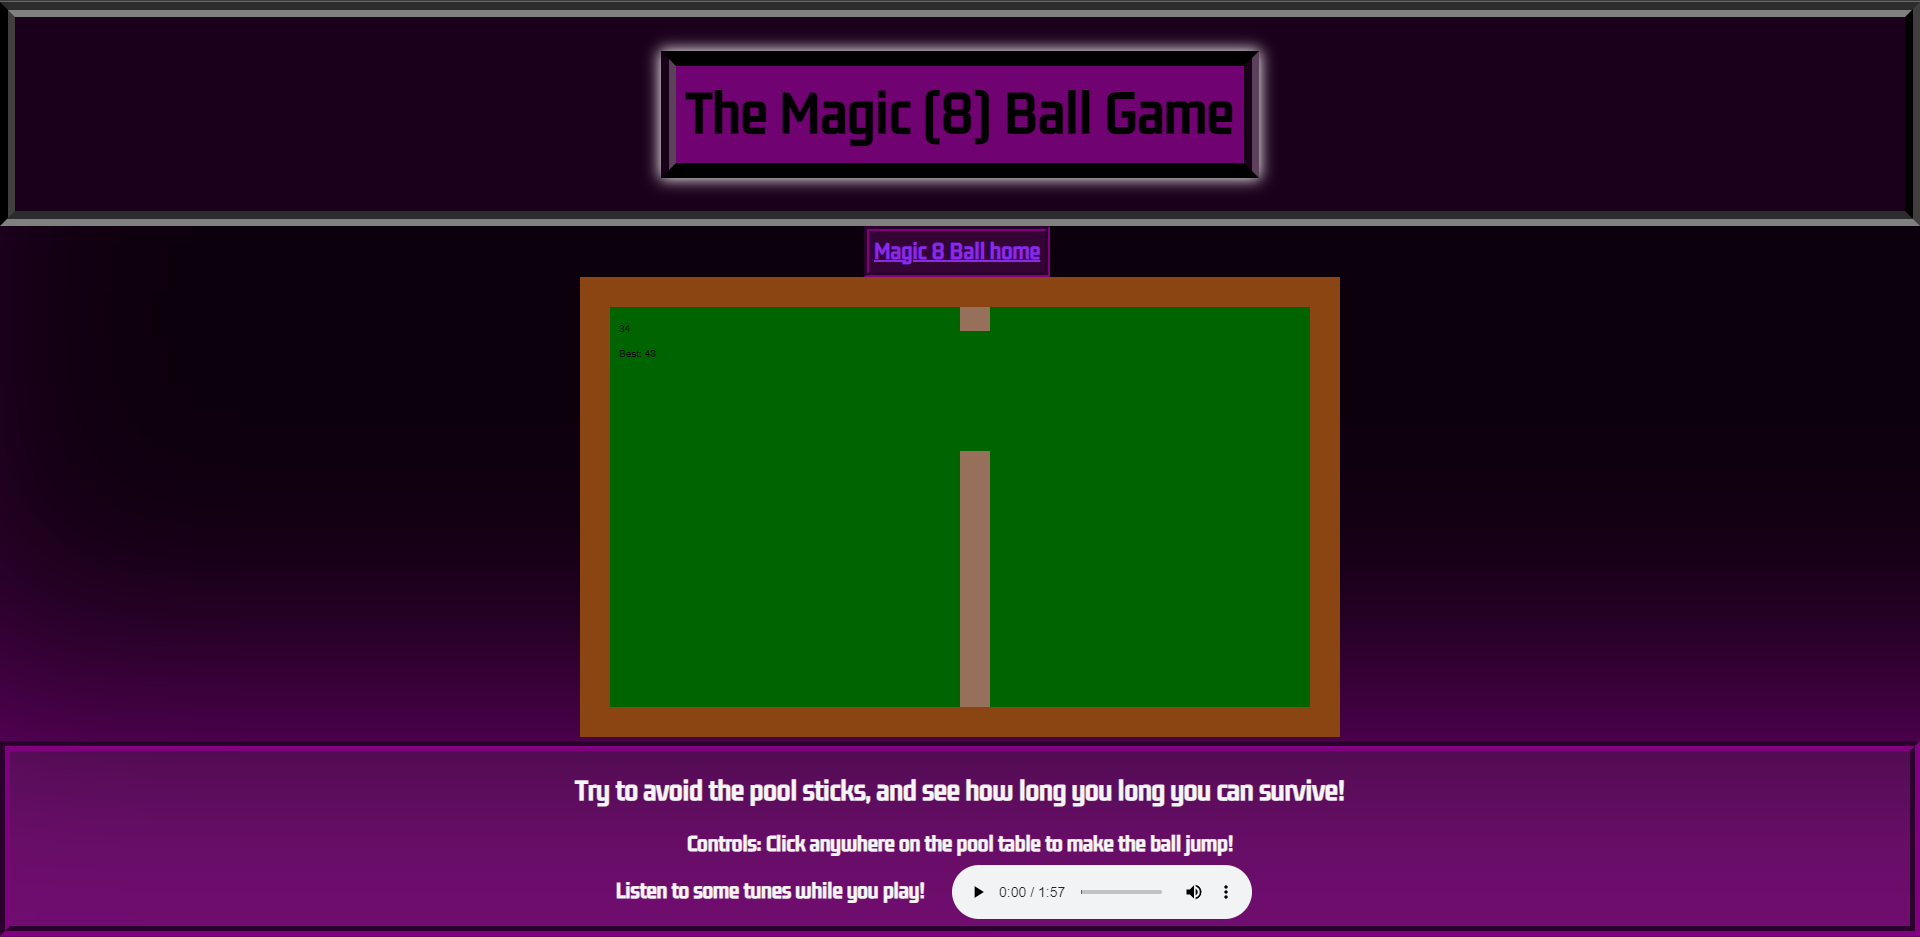 The Magic (8) Ball Game
Magic 8 Ball home
34
Best: 48
Try to avoid the pool sticks, and see how long you long you can survive!
Controls: Click anywhere on the pool table to make the ball jump!
Listen to some tunes while you play!
0:00 / 1:57